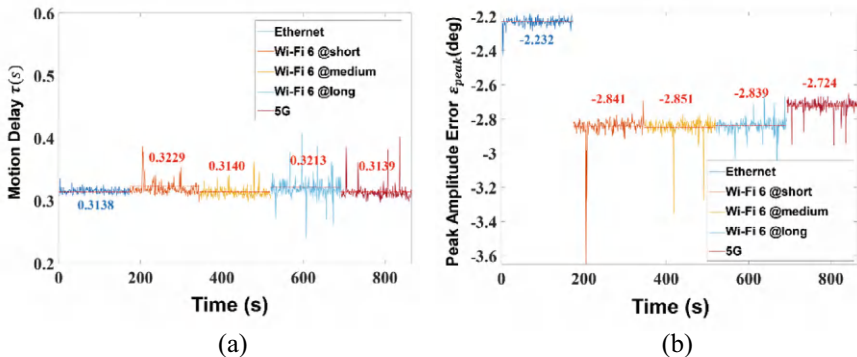 Motion Delay τ(s)
0.6
0.5
0.4
0.3
0.2
Ethernet
Wi-Fi 6 @short
Wi-Fi 6 @medium
Wi-Fi 6 @long
5G
0.3138
0.3229
0.3140
0.3213
0.3139
0 200 400 600 800
Time (s)
(a)
Peak Amplitude Error ε_peak(deg)
-2.2
-2.4
-2.6
-2.8
-3
-3.2
-3.4
-3.6
-2.232
-2.841
-2.851
-2.839
-2.724
Ethernet
Wi-Fi 6 @short
Wi-Fi 6 @medium
Wi-Fi 6 @long
5G
0 200 400 600 800
Time (s)
(b)